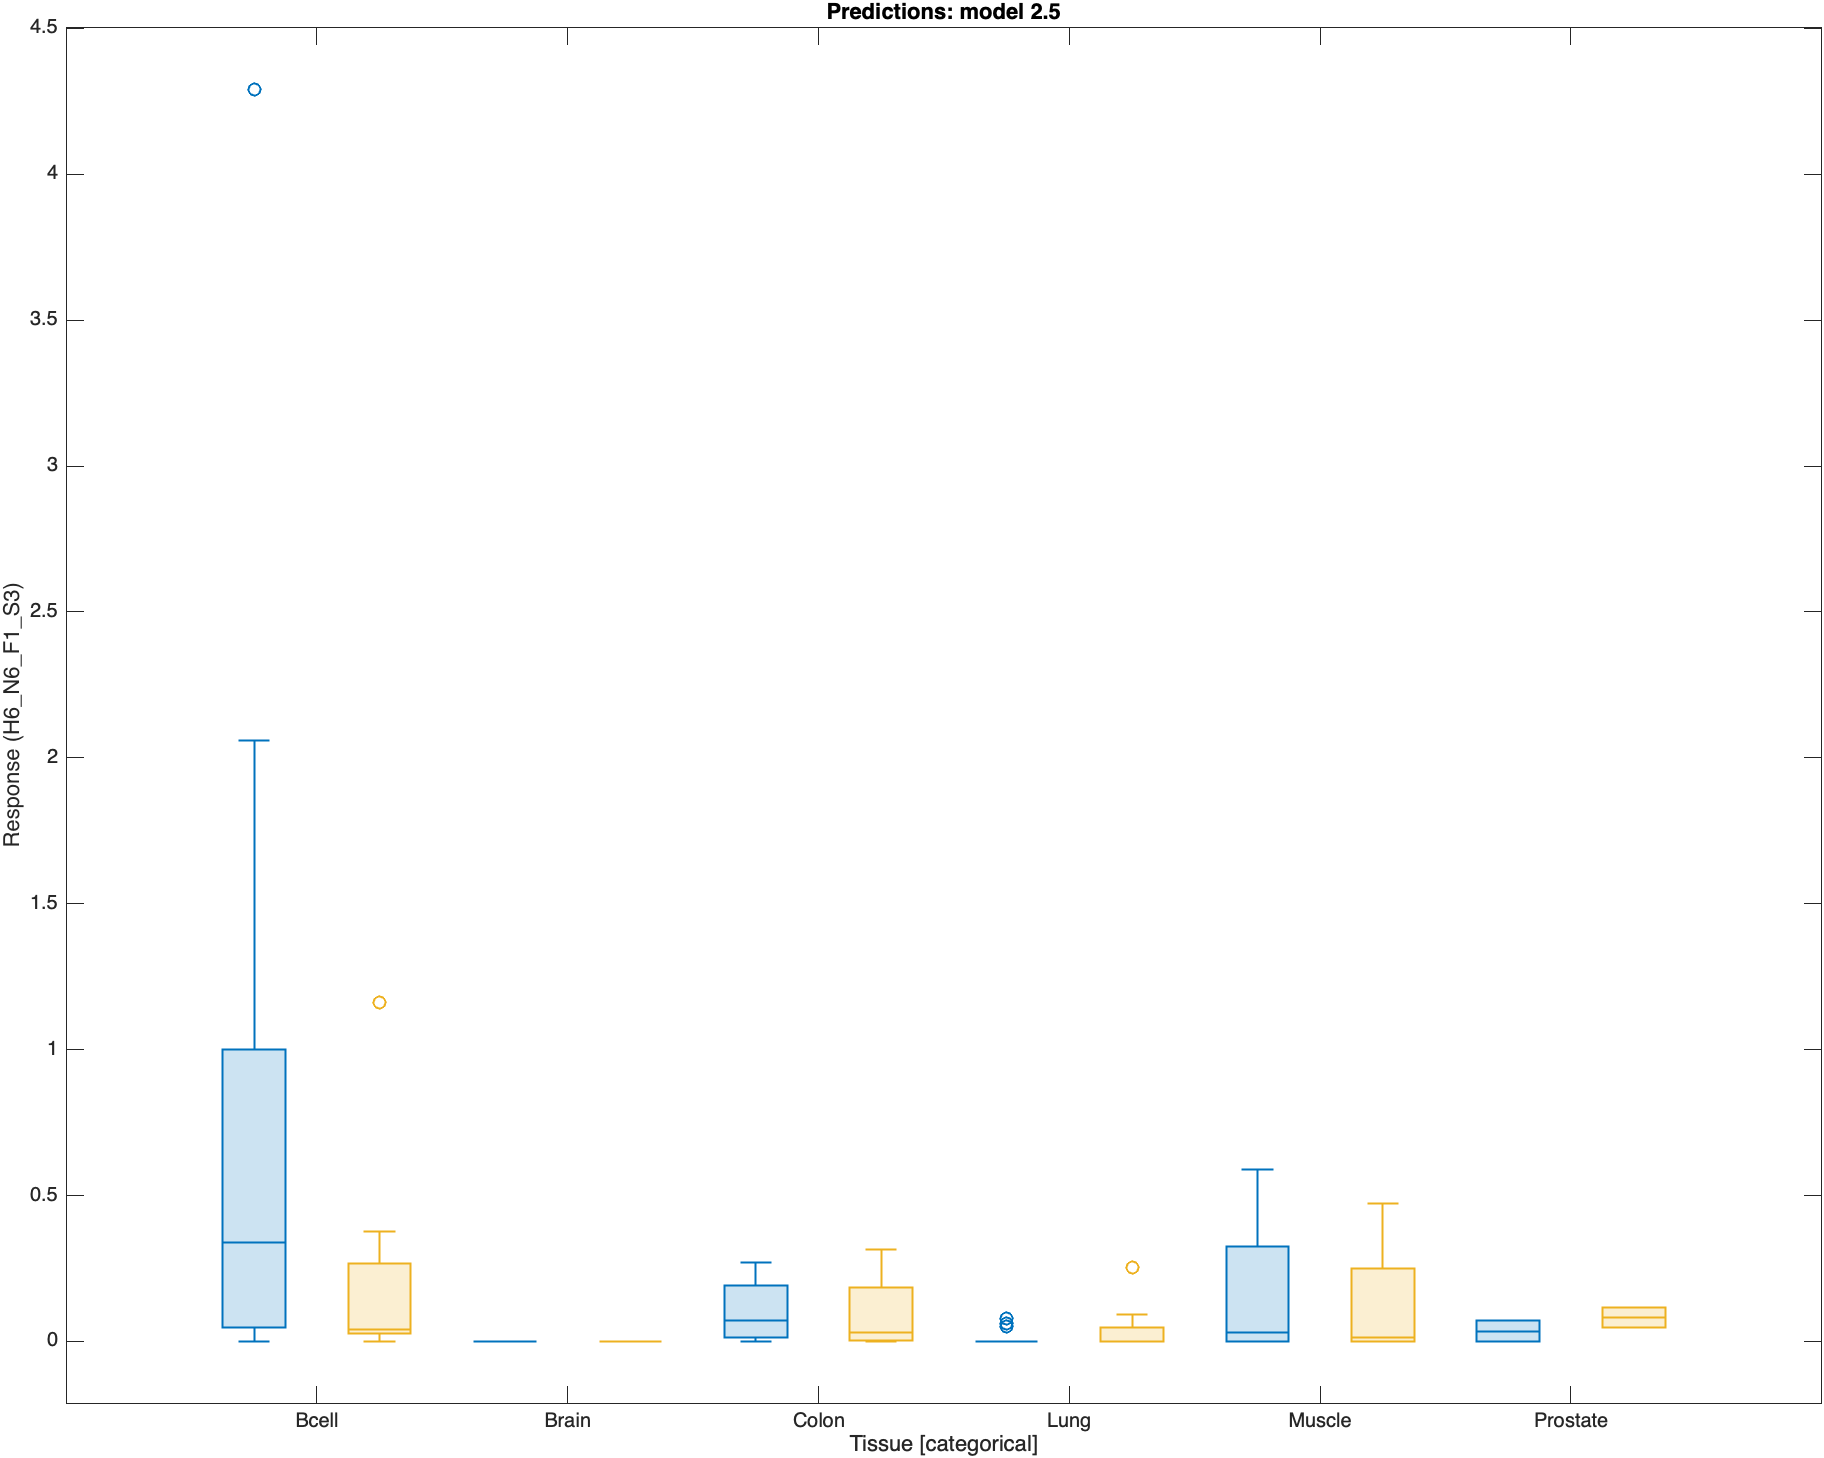 Predictions: model 2.5
4.5
4
3.5
3
2.5
2
1.5
1
0.5
0
Response (H6_N6_F1_S3)
Bcell Brain Colon Lung Muscle Prostate
Tissue [categorical]